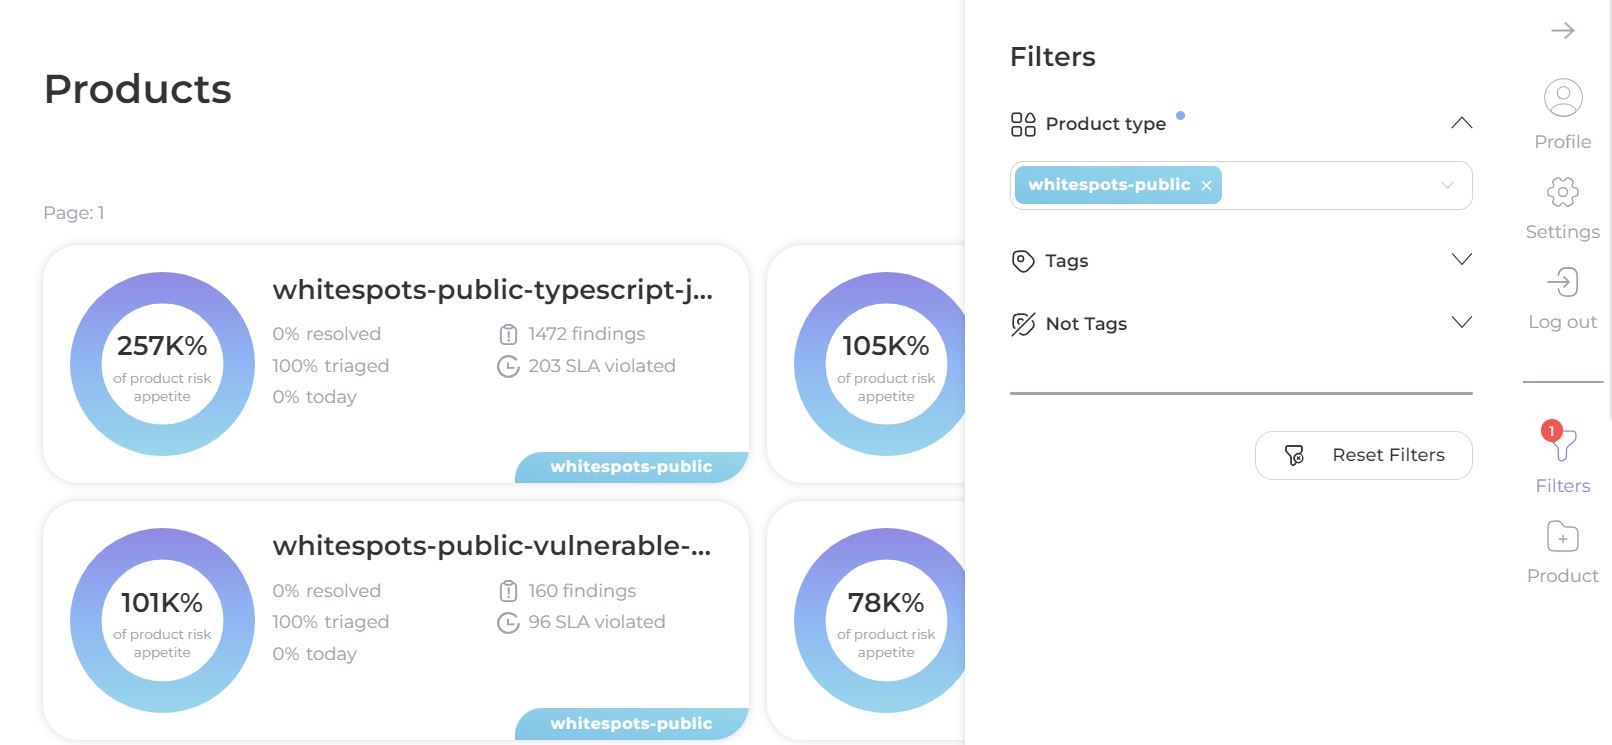 Products
Page: 1
257K%
of product risk
appetite
whitespots-public-typescript-j...
0% resolved
100% triaged
0% today
1472 findings
203 SLA violated
whitespots-public
105K%
of product risk
appetite
101K%
of product risk
appetite
whitespots-public-vulnerable-...
0% resolved
100% triaged
0% today
160 findings
96 SLA violated
whitespots-public
78K%
of product risk
appetite
Filters
Product type
whitespots-public ×
Tags
Not Tags
Reset Filters
Profile
Settings
Log out
1
Filters
Product